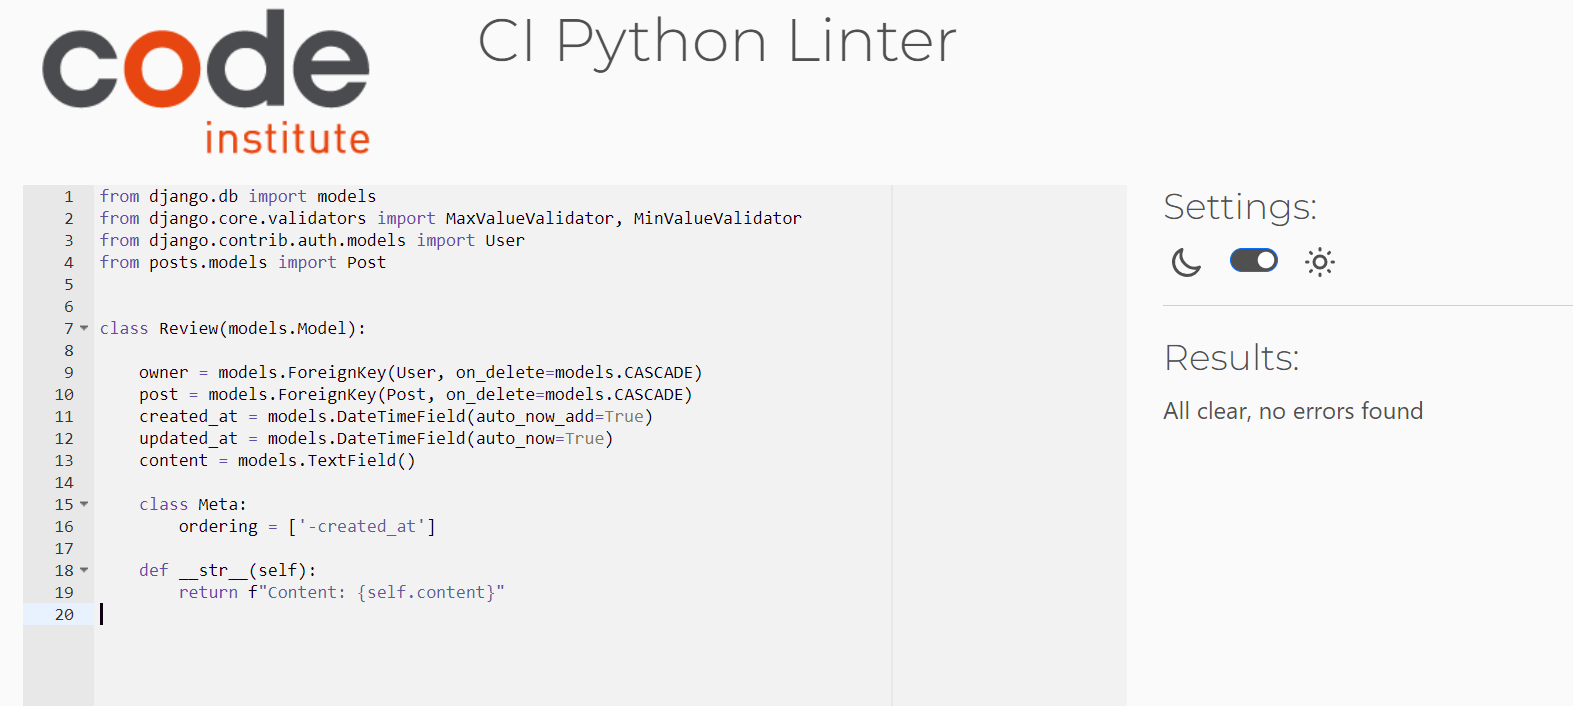 code
institute
CI Python Linter
1 from django.db import models
2 from django.core.validators import MaxValueValidator, MinValueValidator
3 from django.contrib.auth.models import User
4 from posts.models import Post
5
6
7 class Review(models.Model):
8
9     owner = models.ForeignKey(User, on_delete=models.CASCADE)
10     post = models.ForeignKey(Post, on_delete=models.CASCADE)
11     created_at = models.DateTimeField(auto_now_add=True)
12     updated_at = models.DateTimeField(auto_now=True)
13     content = models.TextField()
14
15     class Meta:
16         ordering = ['-created_at']
17
18     def __str__(self):
19         return f"Content: {self.content}"
20
Settings:
Results:
All clear, no errors found